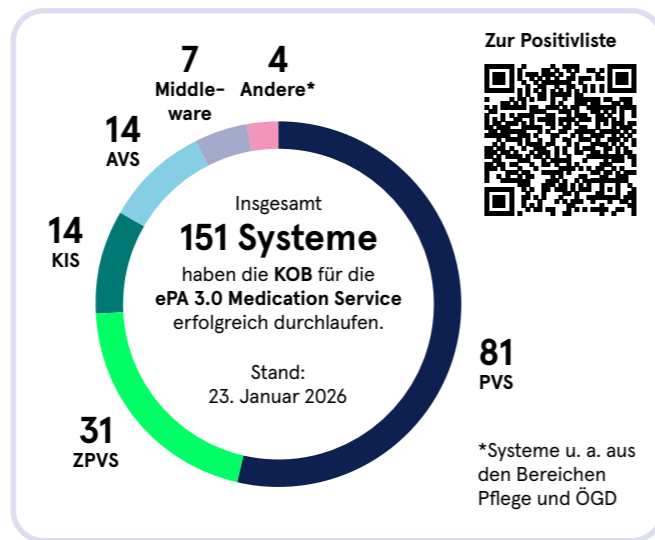 Zur Positivliste
7
Middle-
ware
4
Andere*
14
AVS
14
KIS
31
ZPVS
Insgesamt
151 Systeme
haben die KOB für die
ePA 3.0 Medication Service
erfolgreich durchlaufen.
Stand:
23. Januar 2026
81
PVS
*Systeme u. a. aus
den Bereichen
Pflege und ÖGD